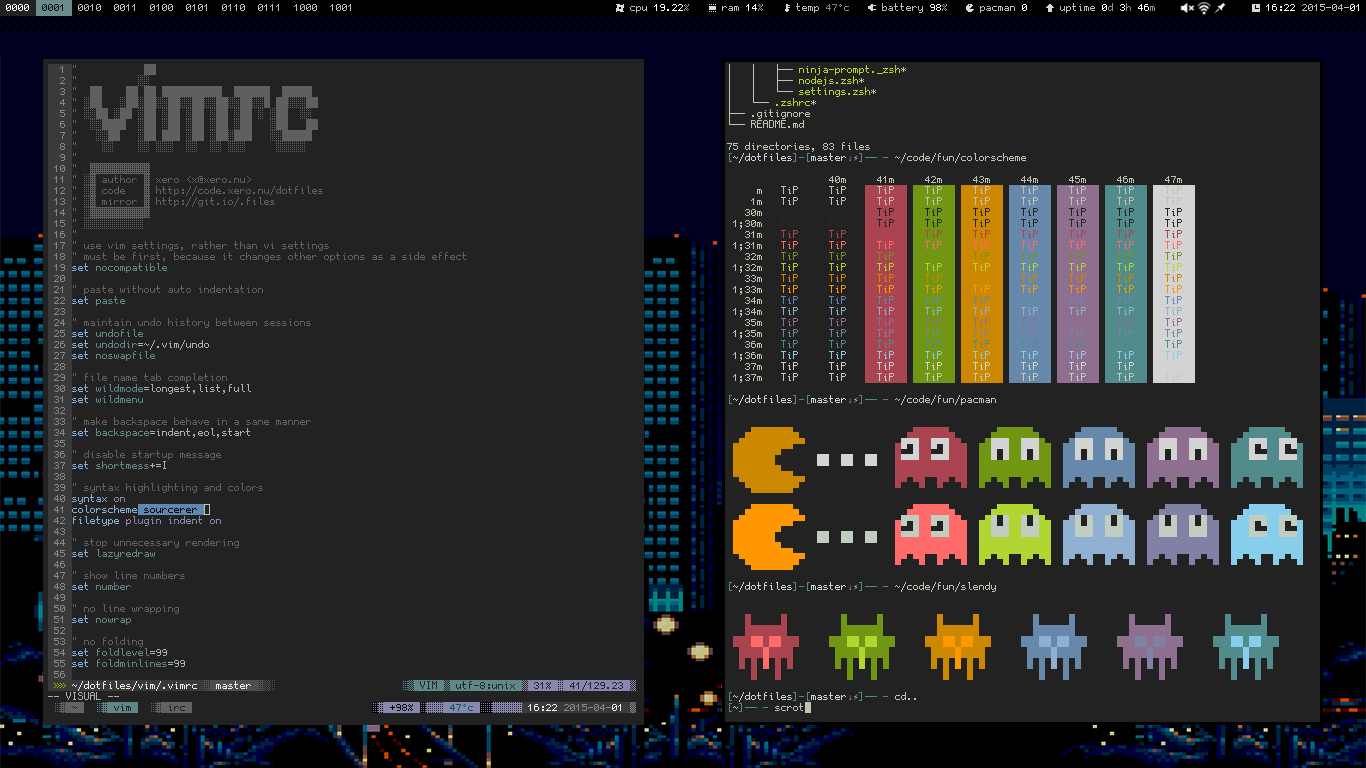 0000 0001 0010 0011 0100 0101 0110 0111 1000 1001 cpu 19.22% ram 14% temp 47°c battery 98% pacman 0 uptime 0d 3h 46m 16:22 2015-04-01
1 "
2 "
3 "
4 "
5 " vimrc
6 "
7 "
8 "
9 "
10 "
11 " author xero <x@xero.nu>
12 " code http://code.xero.nu/dotfiles
13 " mirror http://git.io/.files
14 "
15 "
16
17 " use vim settings, rather than vi settings
18 " must be first, because it changes other options as a side effect
19 set nocompatible
20
21 " paste without auto indentation
22 set paste
23
24 " maintain undo history between sessions
25 set undofile
26 set undodir=~/.vim/undo
27 set noswapfile
28
29 " file name tab completion
30 set wildmode=longest,list,full
31 set wildmenu
32
33 " make backspace behave in a sane manner
34 set backspace=indent,eol,start
35
36 " disable startup message
37 set shortmess+=I
38
39 " syntax highlighting and colors
40 syntax on
41 colorscheme sourcerer
42 filetype plugin indent on
43
44 " stop unnecessary rendering
45 set lazyredraw
46
47 " show line numbers
48 set number
49
50 " no line wrapping
51 set nowrap
52
53 " no folding
54 set foldlevel=99
55 set foldminlines=99
56
»»» ~/dotfiles/vim/.vimrc master VIM utf-8:unix 31% 41/129.23
-- VISUAL --
~ vim irc +98% 47°c 16:22 2015-04-01
│ │ ├── ninja-prompt._zsh*
│ │ ├── nodejs.zsh*
│ │ └── settings.zsh*
│ └── .zshrc*
├── .gitignore
└── README.md
75 directories, 83 files
[~/dotfiles]-[master↓⚡]── - ~/code/fun/colorscheme
40m 41m 42m 43m 44m 45m 46m 47m
m TiP TiP TiP TiP TiP TiP TiP TiP TiP
1m TiP TiP TiP TiP TiP TiP TiP TiP TiP
30m TiP TiP TiP TiP TiP TiP TiP
1;30m TiP TiP TiP TiP TiP TiP TiP
31m TiP TiP TiP TiP TiP TiP TiP TiP
1;31m TiP TiP TiP TiP TiP TiP TiP TiP TiP
32m TiP TiP TiP TiP TiP TiP TiP TiP
1;32m TiP TiP TiP TiP TiP TiP TiP TiP TiP
33m TiP TiP TiP TiP TiP TiP TiP TiP
1;33m TiP TiP TiP TiP TiP TiP TiP TiP TiP
34m TiP TiP TiP TiP TiP TiP TiP TiP
1;34m TiP TiP TiP TiP TiP TiP TiP TiP TiP
35m TiP TiP TiP TiP TiP TiP TiP TiP
1;35m TiP TiP TiP TiP TiP TiP TiP TiP TiP
36m TiP TiP TiP TiP TiP TiP TiP TiP
1;36m TiP TiP TiP TiP TiP TiP TiP TiP TiP
37m TiP TiP TiP TiP TiP TiP TiP TiP
1;37m TiP TiP TiP TiP TiP TiP TiP TiP TiP
[~/dotfiles]-[master↓⚡]── - ~/code/fun/pacman
[~/dotfiles]-[master↓⚡]── - ~/code/fun/slendy
[~/dotfiles]-[master↓⚡]── - cd..
[~]── - scrot